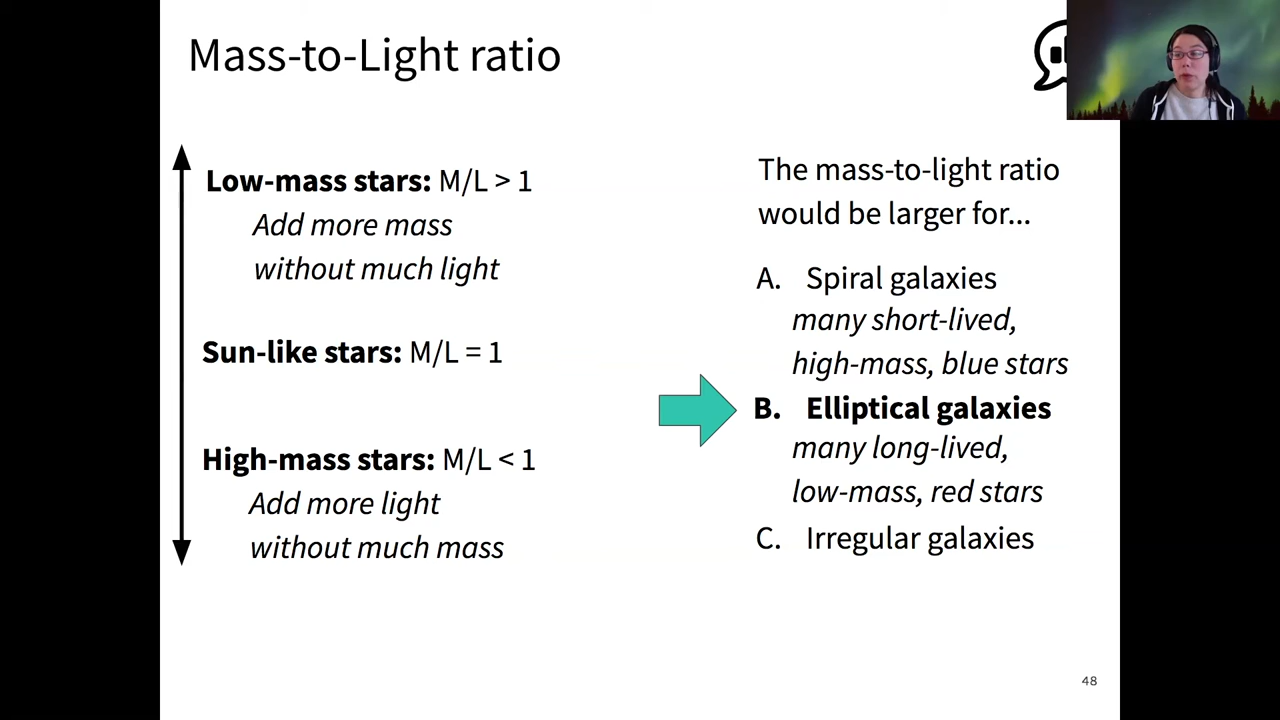 Mass-to-Light ratio
Low-mass stars: M/L > 1
Add more mass
without much light
Sun-like stars: M/L = 1
High-mass stars: M/L < 1
Add more light
without much mass
The mass-to-light ratio
would be larger for...
A. Spiral galaxies
many short-lived,
high-mass, blue stars
B. Elliptical galaxies
many long-lived,
low-mass, red stars
C. Irregular galaxies
48